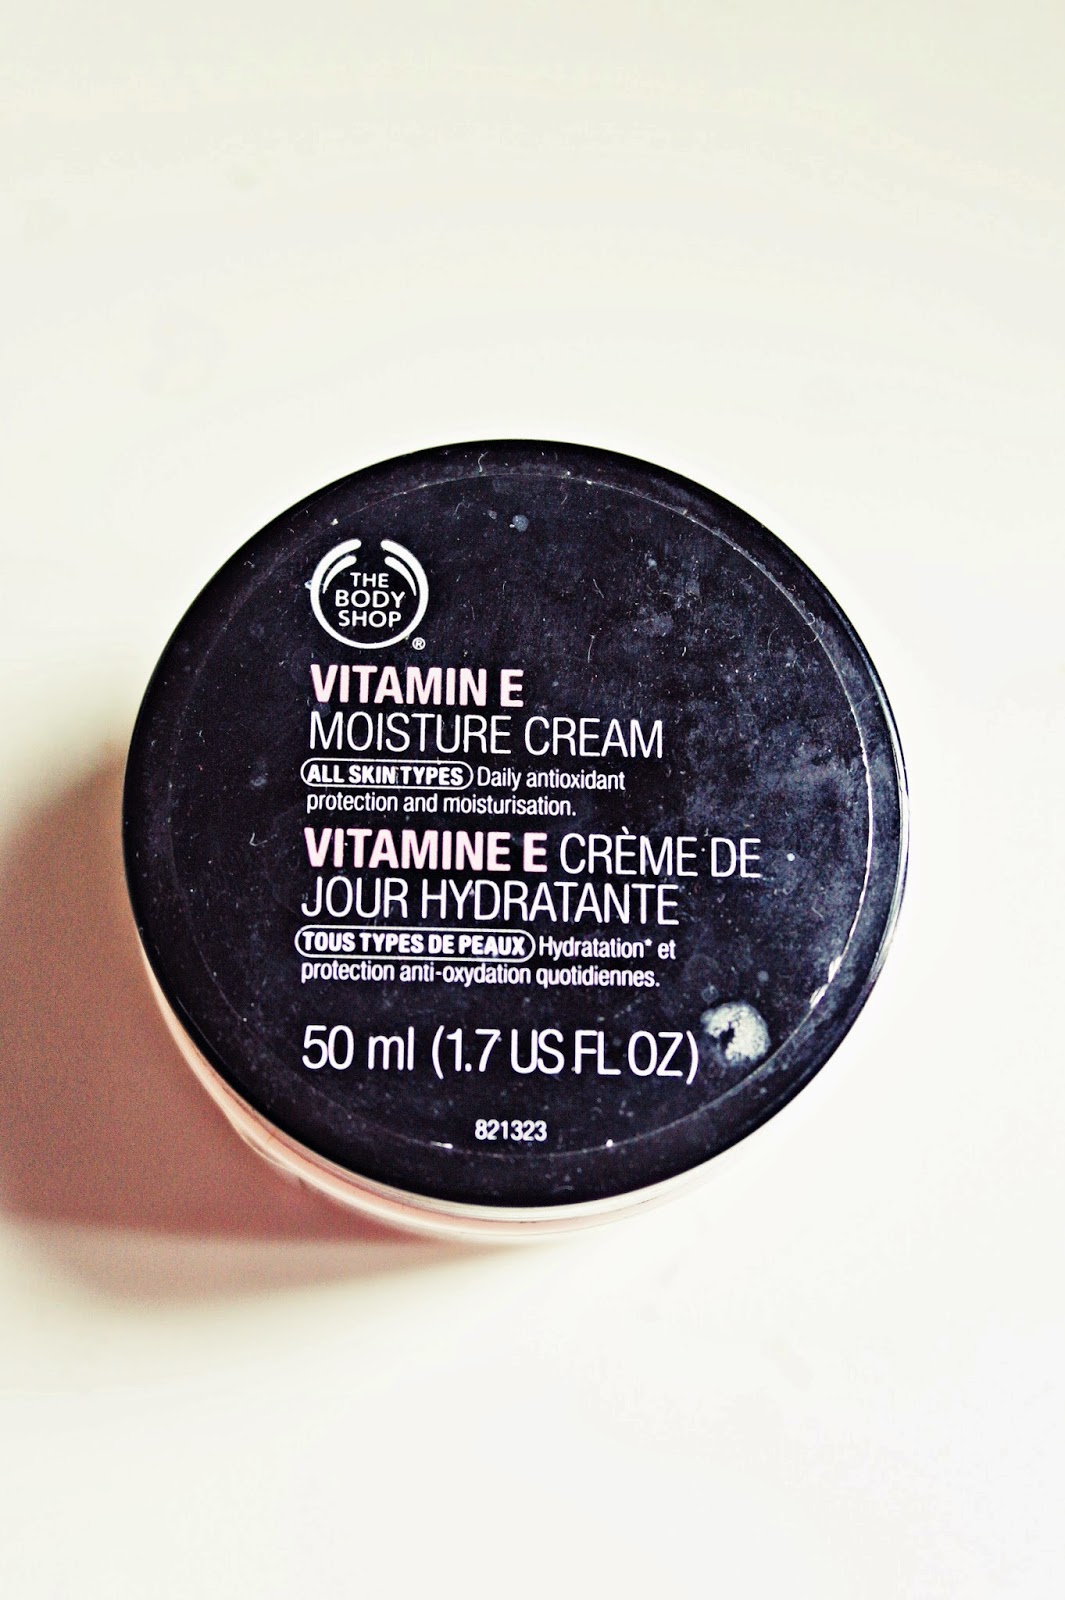 THE
BODY
SHOP®
VITAMIN E
MOISTURE CREAM
ALL SKIN TYPES Daily antioxidant
protection and moisturisation.
VITAMINE E CRÈME DE
JOUR HYDRATANTE
TOUS TYPES DE PEAUX Hydratation* et
protection anti-oxydation quotidiennes.
50 ml (1.7 US FL OZ)
821323